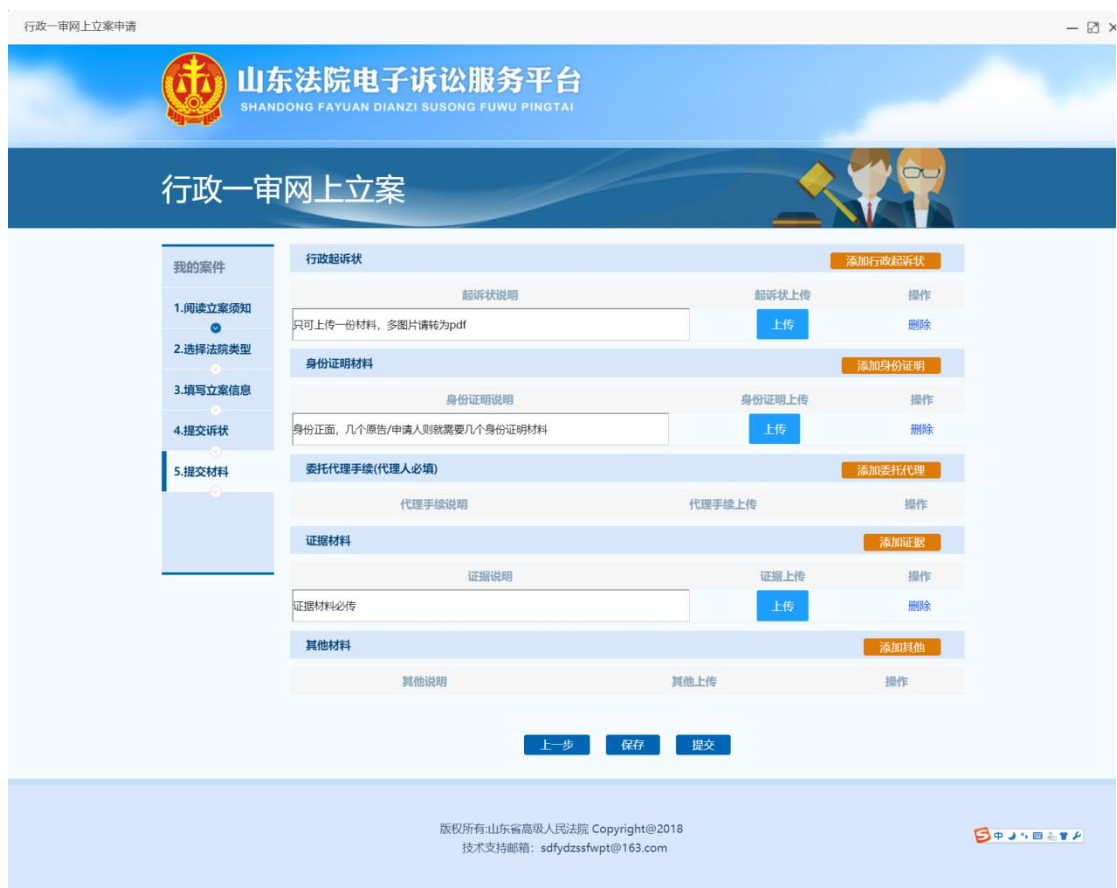 行政一审网上立案申请
山东法院电子诉讼服务平台
SHANDONG FAYUAN DIANZI SUSONG FUWU PINGTAI
行政一审网上立案
我的案件
1.阅读立案须知
2.选择法院类型
3.填写立案信息
4.提交诉状
5.提交材料
行政起诉状 添加行政起诉状
起诉状说明 起诉状上传 操作
只可上传一份材料，多图片请转为pdf 上传 删除
身份证明材料 添加身份证明
身份证明说明 身份证明上传 操作
身份正面，几个原告/申请人则就需要几个身份证明材料 上传 删除
委托代理手续(代理人必填) 添加委托代理
代理手续说明 代理手续上传 操作
证据材料 添加证据
证据说明 证据上传 操作
证据材料必传 上传 删除
其他材料 添加其他
其他说明 其他上传 操作
上一步 保存 提交
版权所有:山东省高级人民法院 Copyright@2018
技术支持邮箱：sdfydzssfwpt@163.com
中